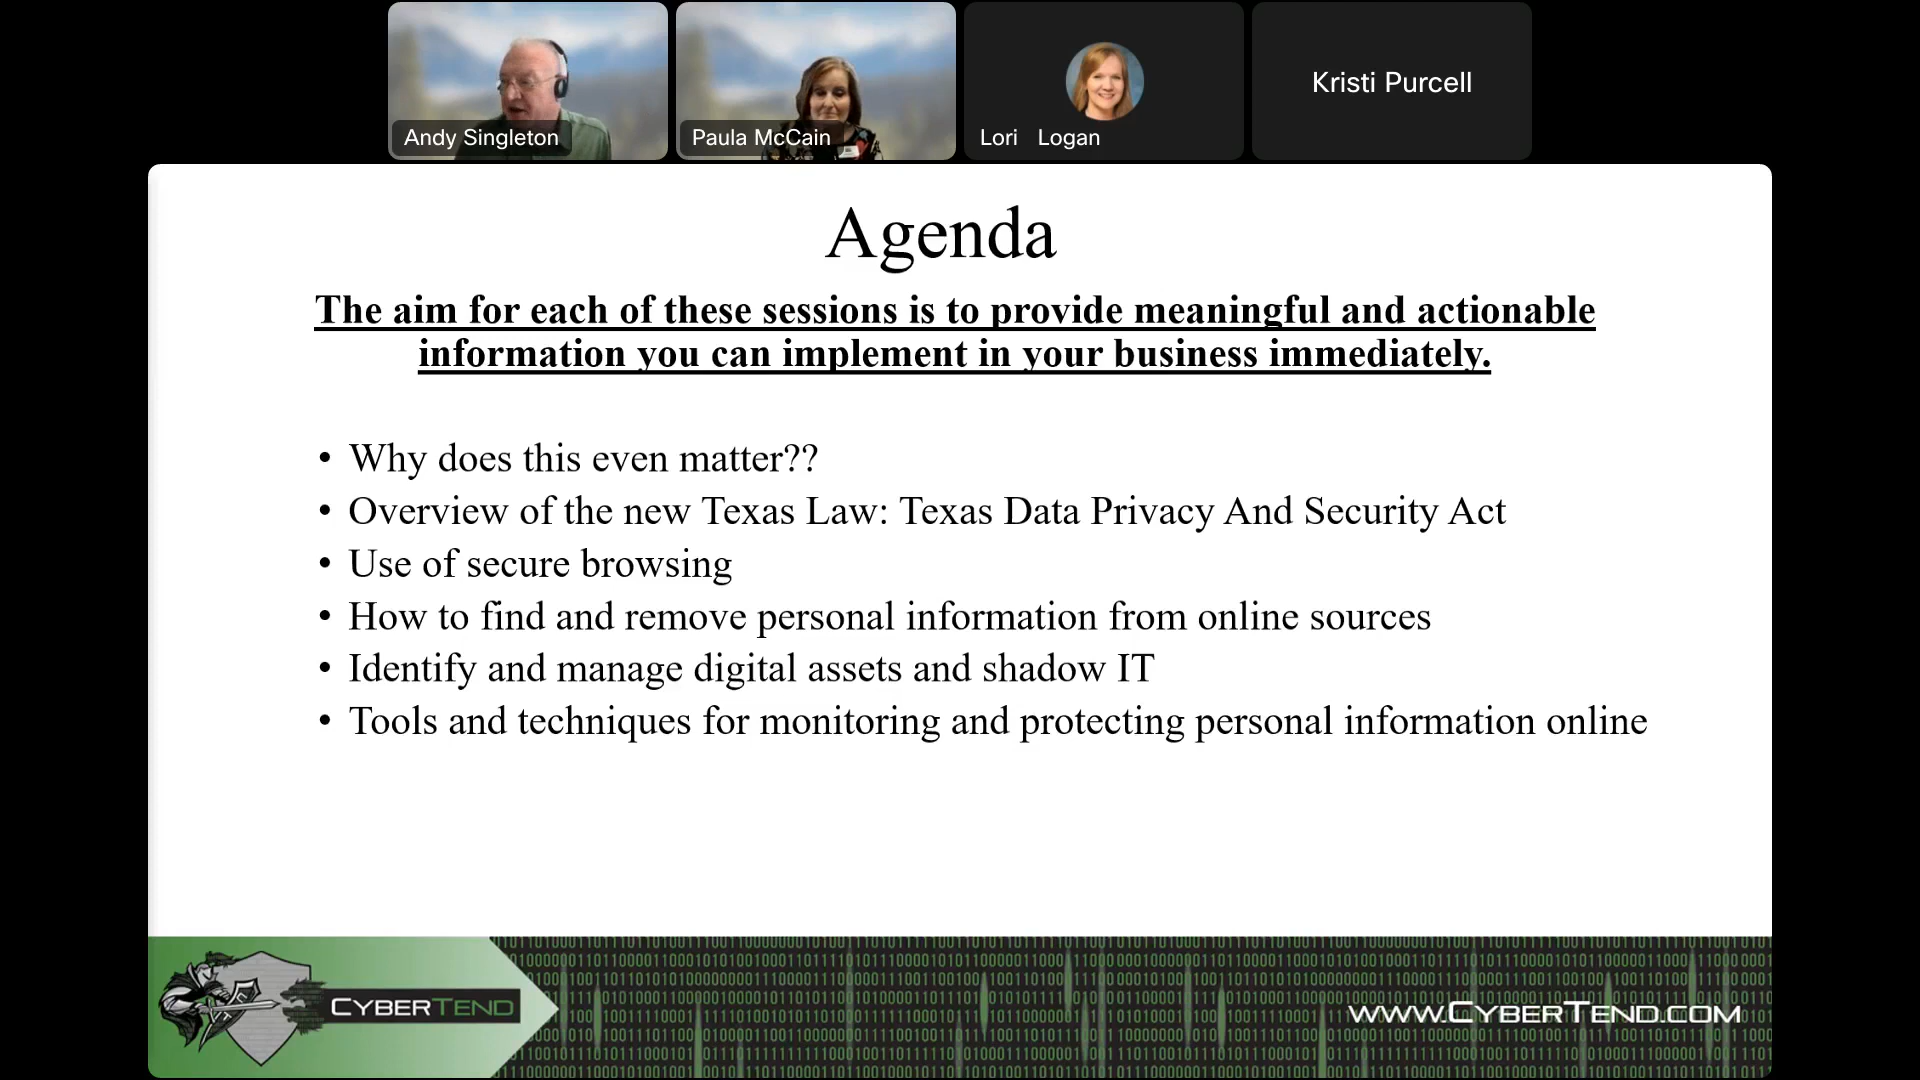 Andy Singleton
Paula McCain
Lori Logan
Kristi Purcell
Agenda
The aim for each of these sessions is to provide meaningful and actionable
information you can implement in your business immediately.
• Why does this even matter??
• Overview of the new Texas Law: Texas Data Privacy And Security Act
• Use of secure browsing
• How to find and remove personal information from online sources
• Identify and manage digital assets and shadow IT
• Tools and techniques for monitoring and protecting personal information online
CYBERTEND
WWW.CYBERTEND.COM